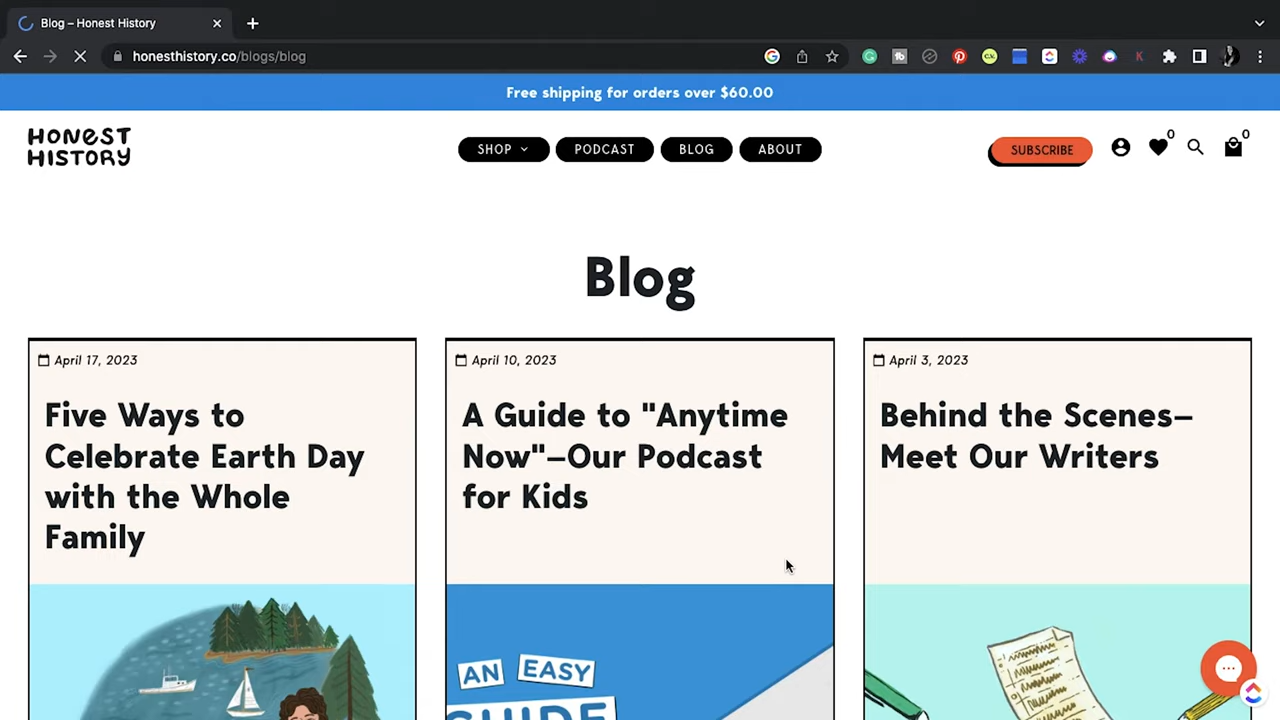 Blog – Honest History
honesthistory.co/blogs/blog
Free shipping for orders over $60.00
HONEST
HISTORY
SHOP
PODCAST
BLOG
ABOUT
SUBSCRIBE
0
0
Blog
April 17, 2023
Five Ways to
Celebrate Earth Day
with the Whole
Family
April 10, 2023
A Guide to "Anytime
Now"—Our Podcast
for Kids
AN EASY
GUIDE
April 3, 2023
Behind the Scenes—
Meet Our Writers